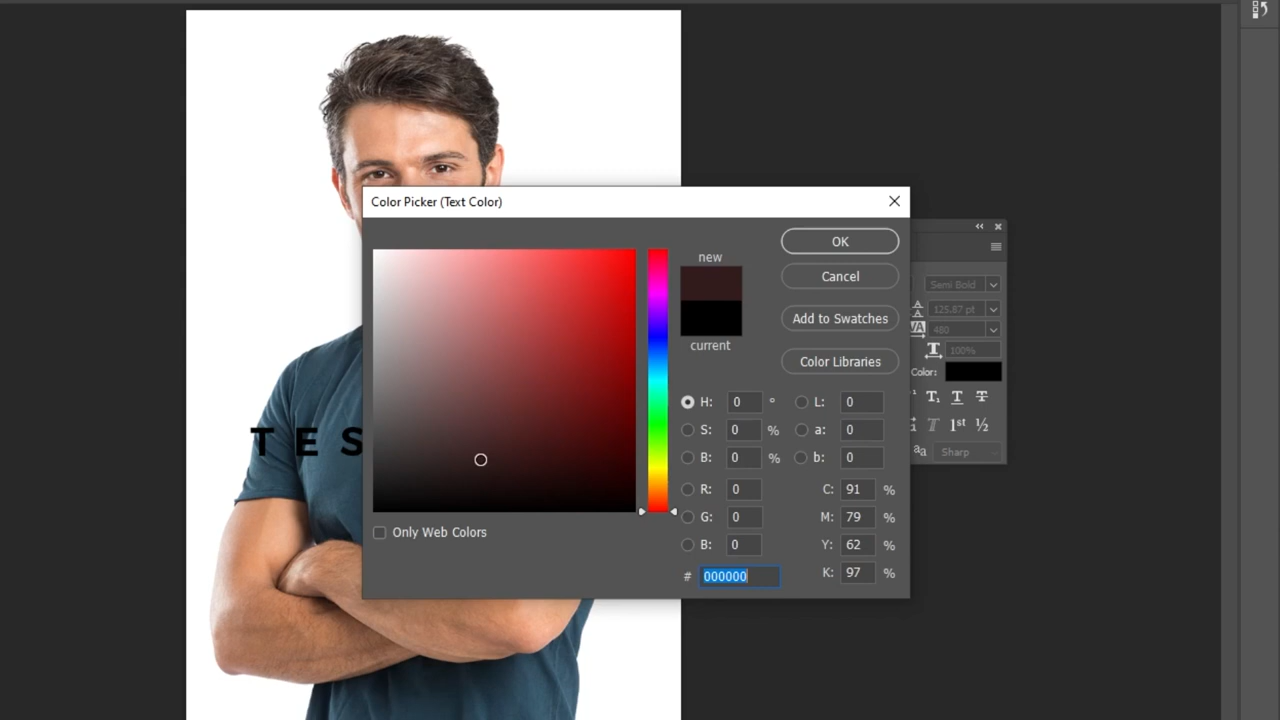 Color Picker (Text Color)
OK
new
Cancel
Semi Bold
Add to Swatches
125.87 pt
480
current
100%
Color Libraries
Color:
H: 0 °
L: 0
T₁ T T
S: 0 %
a: 0
1st ½
TES
B: 0 %
b: 0
aa Sharp
R: 0
C: 91 %
G: 0
M: 79 %
Only Web Colors
B: 0
Y: 62 %
# 000000
K: 97 %